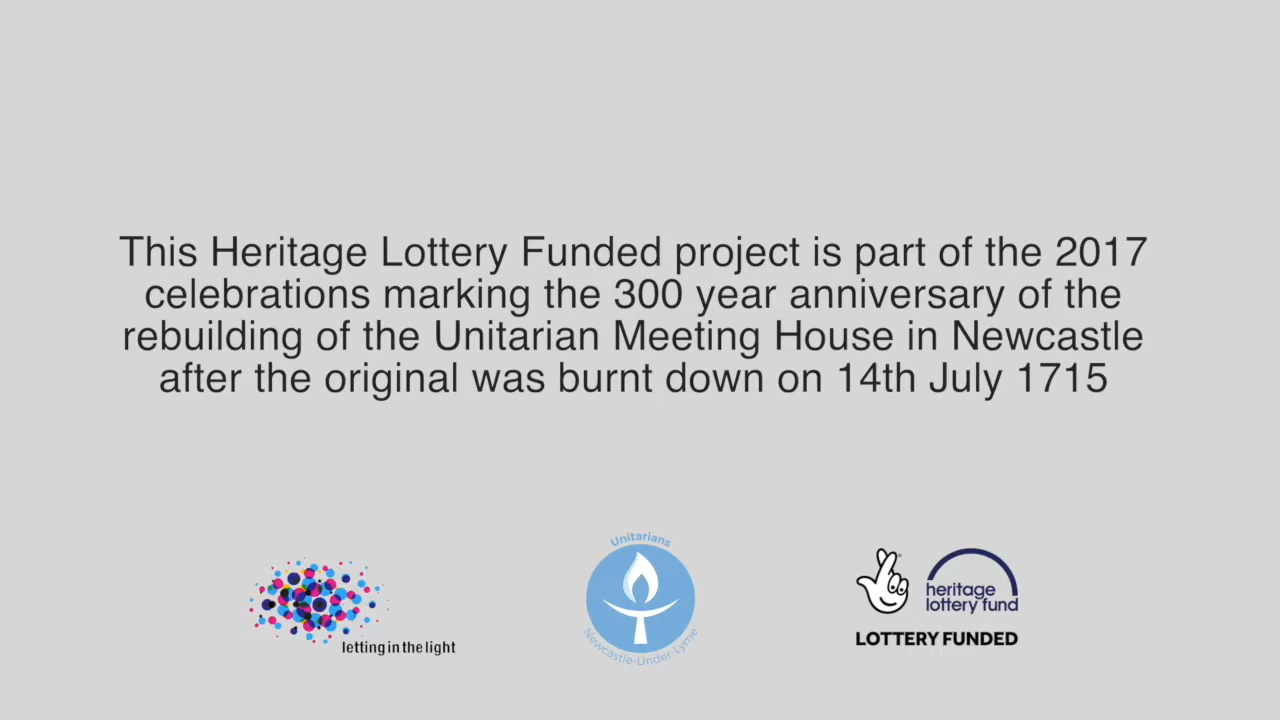 This Heritage Lottery Funded project is part of the 2017
celebrations marking the 300 year anniversary of the
rebuilding of the Unitarian Meeting House in Newcastle
after the original was burnt down on 14th July 1715
letting in the light
Unitarians
Newcastle-Under-Lyme
heritage
lottery fund
LOTTERY FUNDED